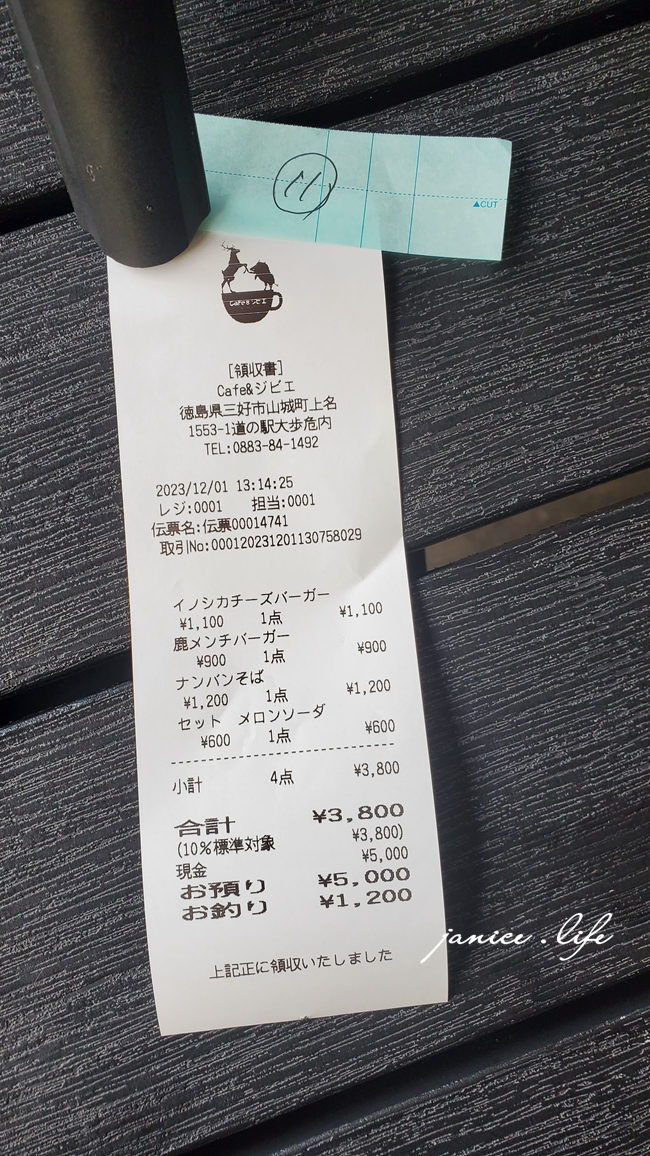 11
▲CUT
Cafe&ジビエ
[領収書]
Cafe&ジビエ
徳島県三好市山城町上名
1553-1道の駅大歩危内
TEL:0883-84-1492
2023/12/01 13:14:25
レジ:0001 担当:0001
伝票名:伝票00014741
取引No:000120231201130758029
イノシカチーズバーガー
¥1,100 1点 ¥1,100
鹿メンチバーガー
¥900 1点 ¥900
ナンバンそば
¥1,200 1点 ¥1,200
セット メロンソーダ
¥600 1点 ¥600
小計 4点 ¥3,800
合計 ¥3,800
(10%標準対象 ¥3,800)
現金 ¥5,000
お預り ¥5,000
お釣り ¥1,200
janice.life
上記正に領収いたしました